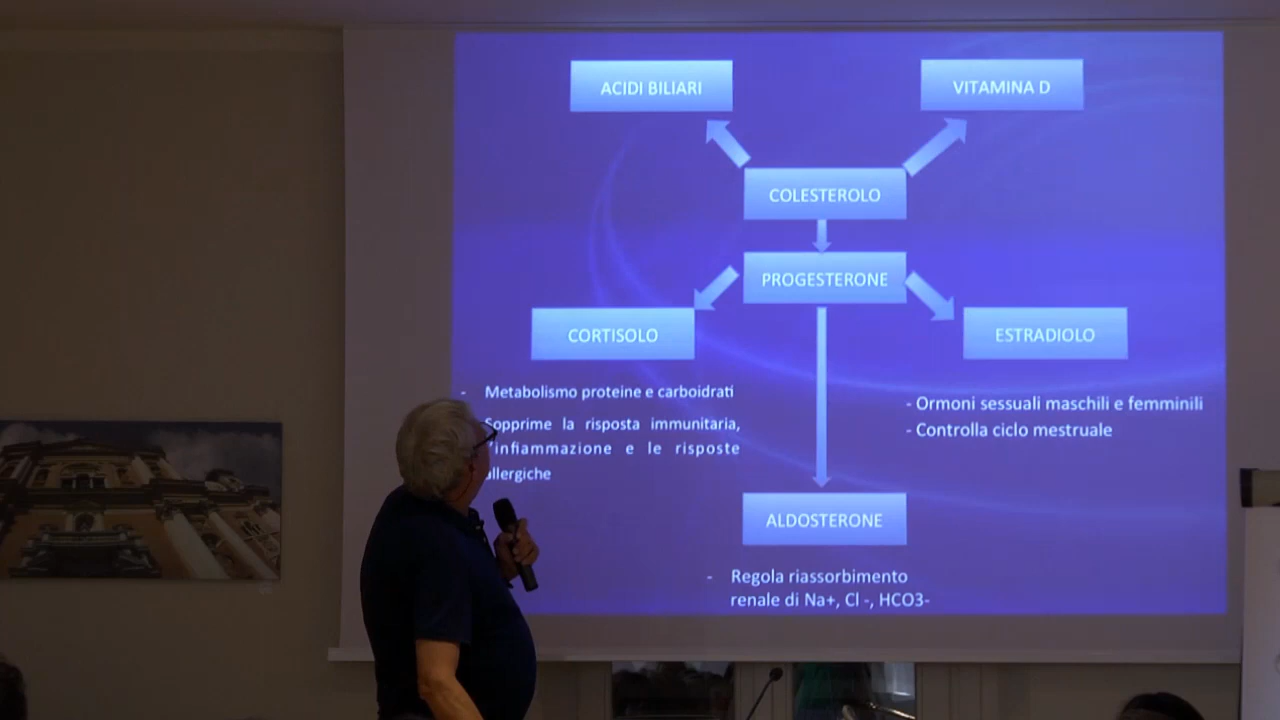 ACIDI BILIARI
VITAMINA D
COLESTEROLO
PROGESTERONE
CORTISOLO
ESTRADIOLO
- Metabolismo proteine e carboidrati
Sopprime la risposta immunitaria,
l'infiammazione e le risposte
allergiche
- Ormoni sessuali maschili e femminili
- Controlla ciclo mestruale
ALDOSTERONE
- Regola riassorbimento
renale di Na+, Cl -, HCO3-